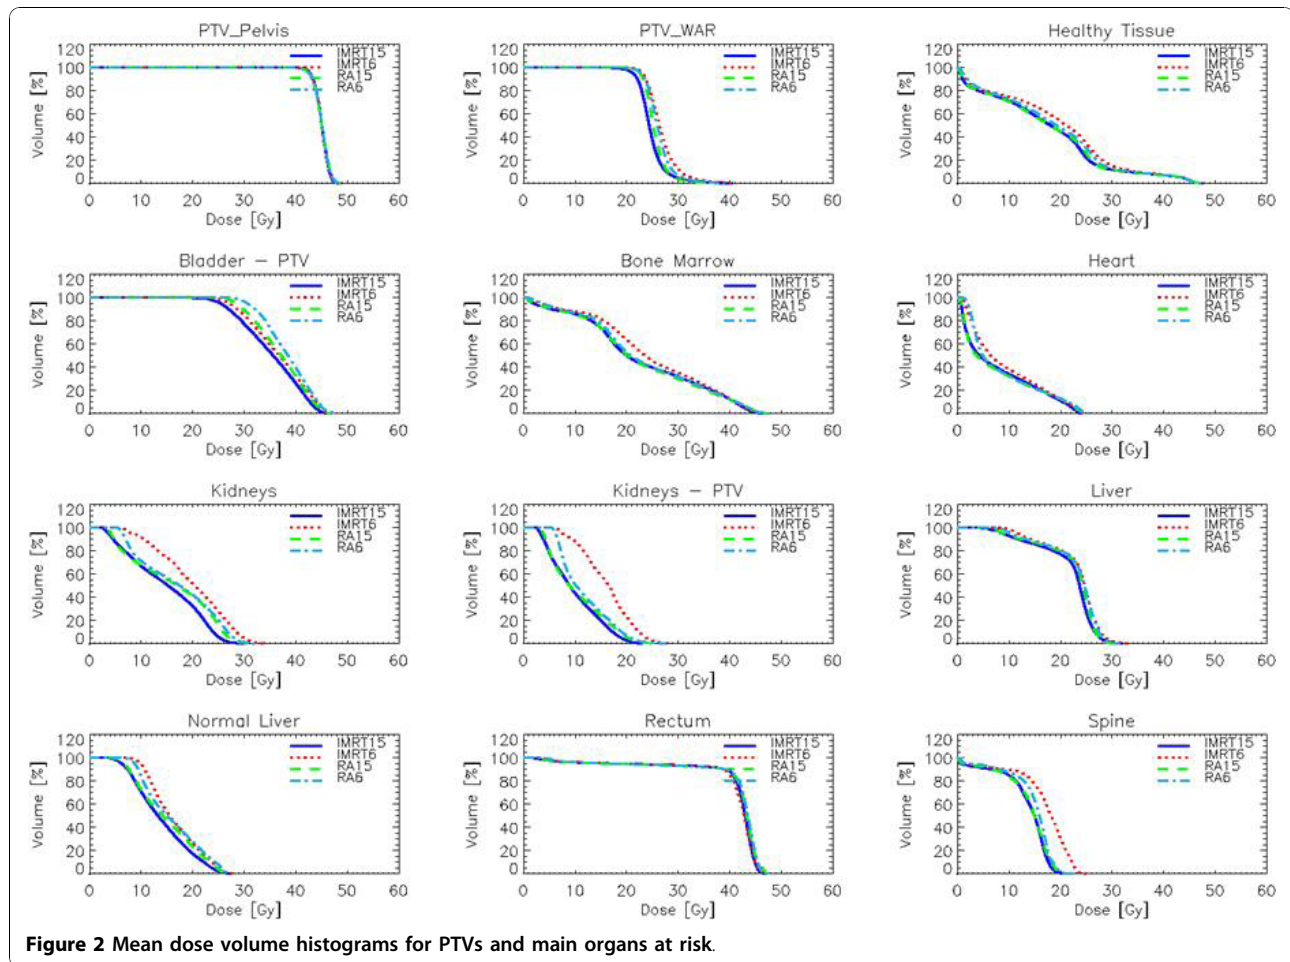 PTV_Pelvis
120
100
80
60
40
20
0
Volume [%]
IMRT15
IMRT6
RA15
RA6
0 10 20 30 40 50 60
Dose [Gy]
PTV_WAR
120
100
80
60
40
20
0
Volume [%]
IMRT15
IMRT6
RA15
RA6
0 10 20 30 40 50 60
Dose [Gy]
Healthy Tissue
120
100
80
60
40
20
0
Volume [%]
IMRT15
IMRT6
RA15
RA6
0 10 20 30 40 50 60
Dose [Gy]
Bladder – PTV
120
100
80
60
40
20
0
Volume [%]
IMRT15
IMRT6
RA15
RA6
0 10 20 30 40 50 60
Dose [Gy]
Bone Marrow
120
100
80
60
40
20
0
Volume [%]
IMRT15
IMRT6
RA15
RA6
0 10 20 30 40 50 60
Dose [Gy]
Heart
120
100
80
60
40
20
0
Volume [%]
IMRT15
IMRT6
RA15
RA6
0 10 20 30 40 50 60
Dose [Gy]
Kidneys
120
100
80
60
40
20
0
Volume [%]
IMRT15
IMRT6
RA15
RA6
0 10 20 30 40 50 60
Dose [Gy]
Kidneys – PTV
120
100
80
60
40
20
0
Volume [%]
IMRT15
IMRT6
RA15
RA6
0 10 20 30 40 50 60
Dose [Gy]
Liver
120
100
80
60
40
20
0
Volume [%]
IMRT15
IMRT6
RA15
RA6
0 10 20 30 40 50 60
Dose [Gy]
Normal Liver
120
100
80
60
40
20
0
Volume [%]
IMRT15
IMRT6
RA15
RA6
0 10 20 30 40 50 60
Dose [Gy]
Rectum
120
100
80
60
40
20
0
Volume [%]
IMRT15
IMRT6
RA15
RA6
0 10 20 30 40 50 60
Dose [Gy]
Spine
120
100
80
60
40
20
0
Volume [%]
IMRT15
IMRT6
RA15
RA6
0 10 20 30 40 50 60
Dose [Gy]
Figure 2 Mean dose volume histograms for PTVs and main organs at risk.